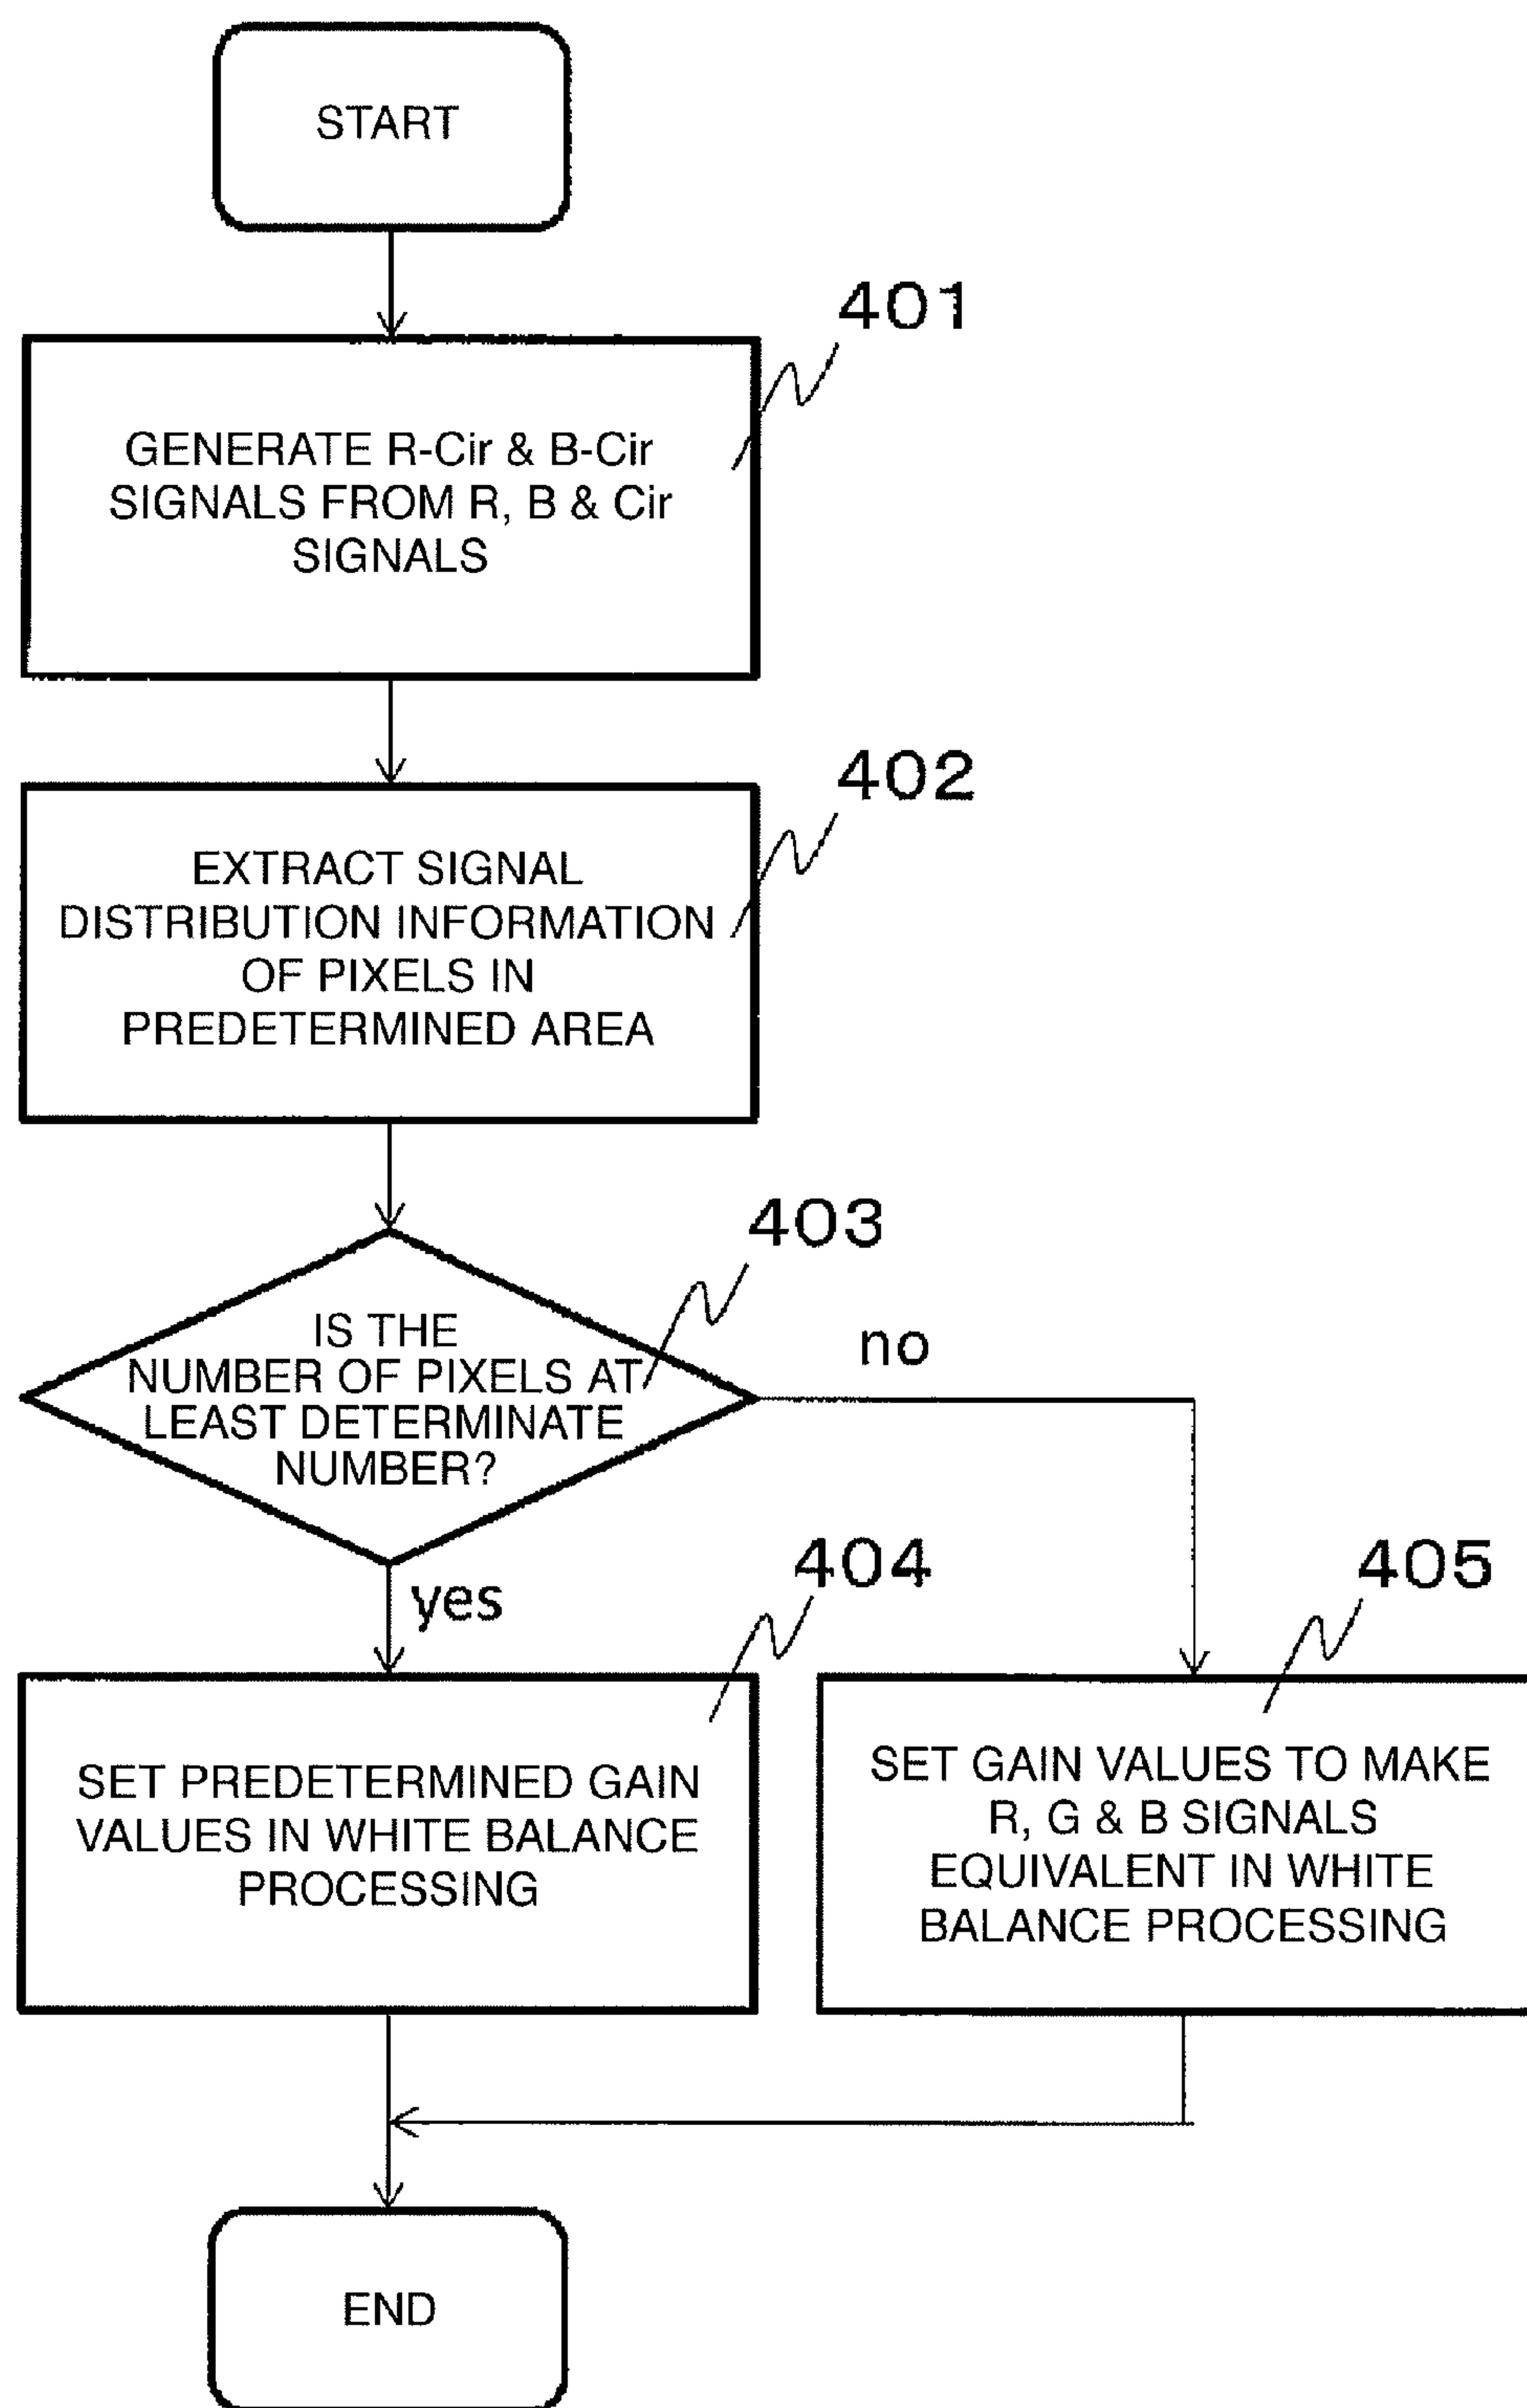 START
401
GENERATE R-Cir & B-Cir
SIGNALS FROM R, B & Cir
SIGNALS
402
EXTRACT SIGNAL
DISTRIBUTION INFORMATION
OF PIXELS IN
PREDETERMINED AREA
403
IS THE
NUMBER OF PIXELS AT
LEAST DETERMINATE
NUMBER?
no
yes
404
SET PREDETERMINED GAIN
VALUES IN WHITE BALANCE
PROCESSING
405
SET GAIN VALUES TO MAKE
R, G & B SIGNALS
EQUIVALENT IN WHITE
BALANCE PROCESSING
END